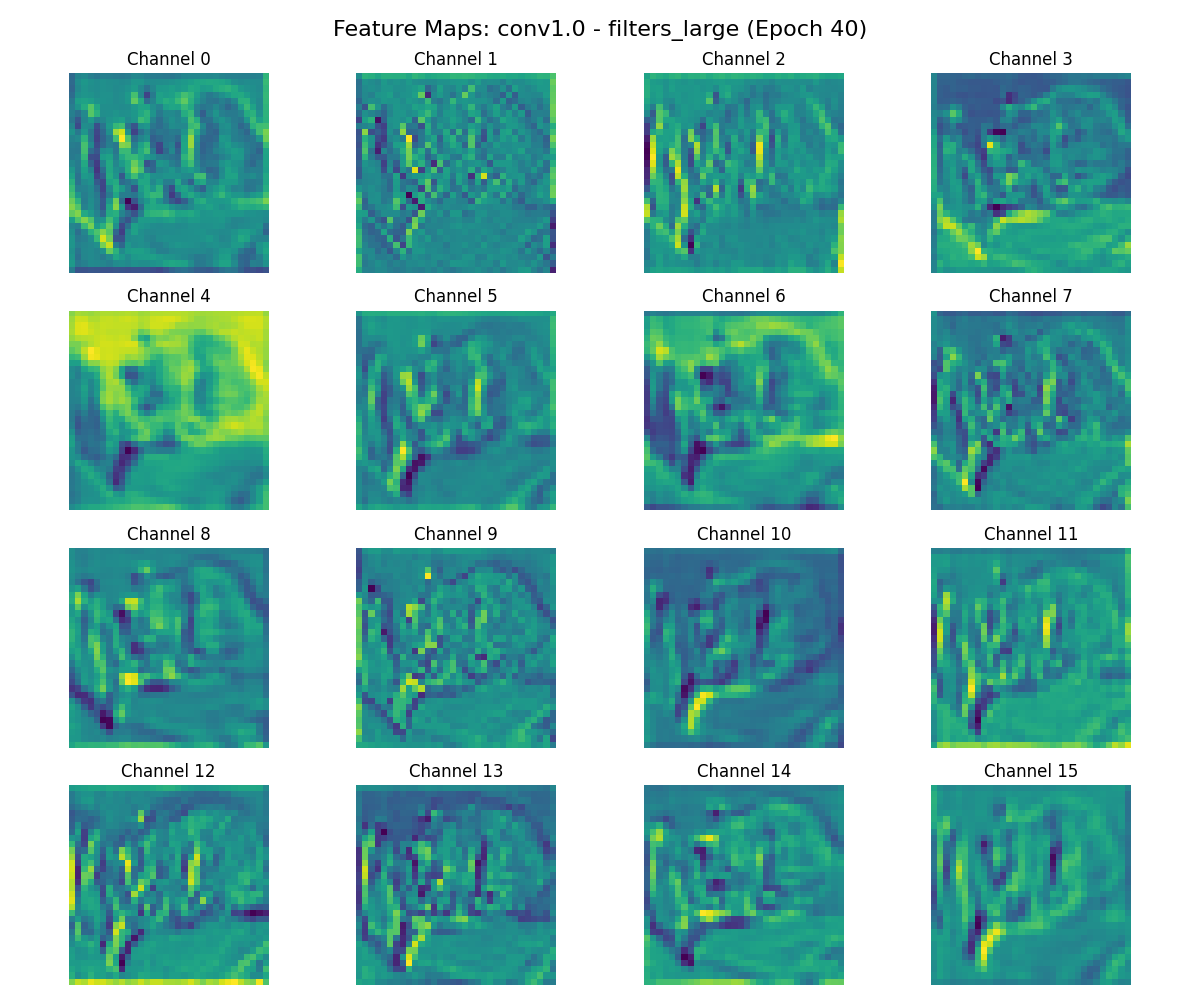 Feature Maps: conv1.0 - filters_large (Epoch 40)
Channel 0
Channel 1
Channel 2
Channel 3
Channel 4
Channel 5
Channel 6
Channel 7
Channel 8
Channel 9
Channel 10
Channel 11
Channel 12
Channel 13
Channel 14
Channel 15